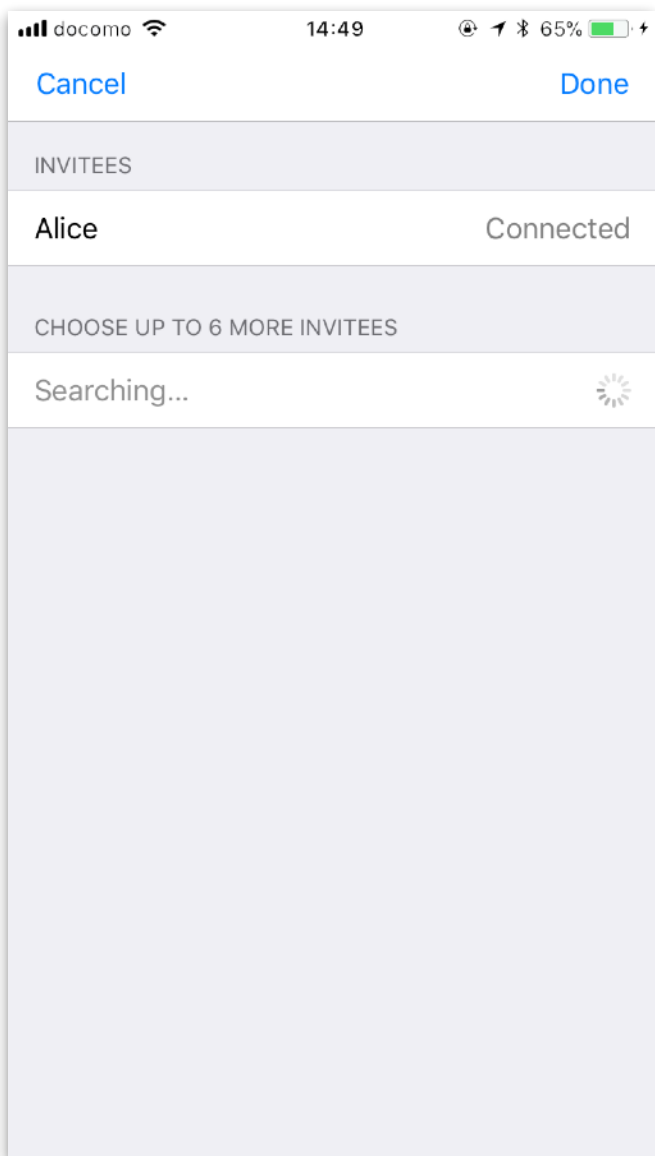 docomo 14:49 65%
Cancel Done
INVITEES
Alice Connected
CHOOSE UP TO 6 MORE INVITEES
Searching...